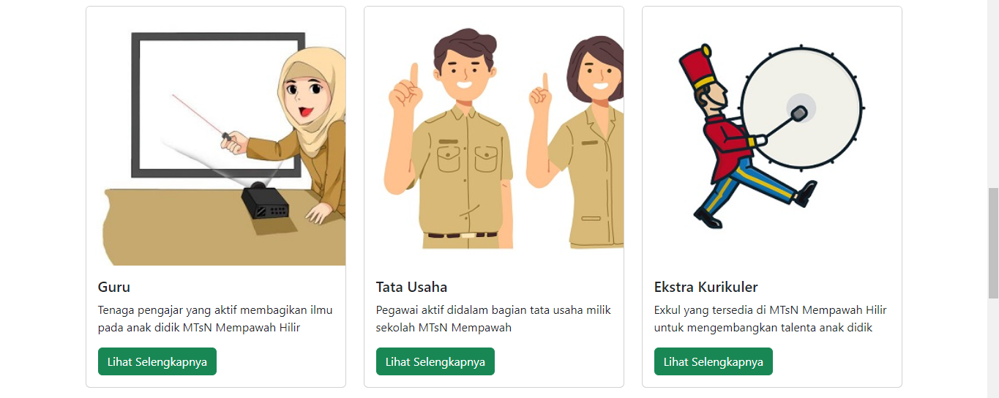 Guru
Tenaga pengajar yang aktif membagikan ilmu
pada anak didik MTsN Mempawah Hilir
Lihat Selengkapnya
Tata Usaha
Pegawai aktif didalam bagian tata usaha milik
sekolah MTsN Mempawah
Lihat Selengkapnya
Ekstra Kurikuler
Exkul yang tersedia di MTsN Mempawah Hilir
untuk mengembangkan talenta anak didik
Lihat Selengkapnya